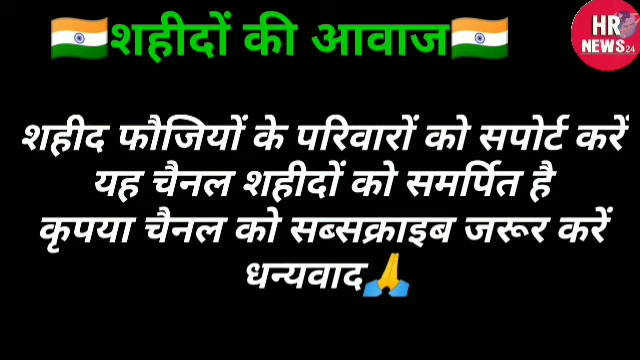 🇮🇳शहीदों की आवाज🇮🇳
HR
NEWS24
शहीद फौजियों के परिवारों को सपोर्ट करें
यह चैनल शहीदों को समर्पित है
कृपया चैनल को सब्सक्राइब जरूर करें
धन्यवाद🙏